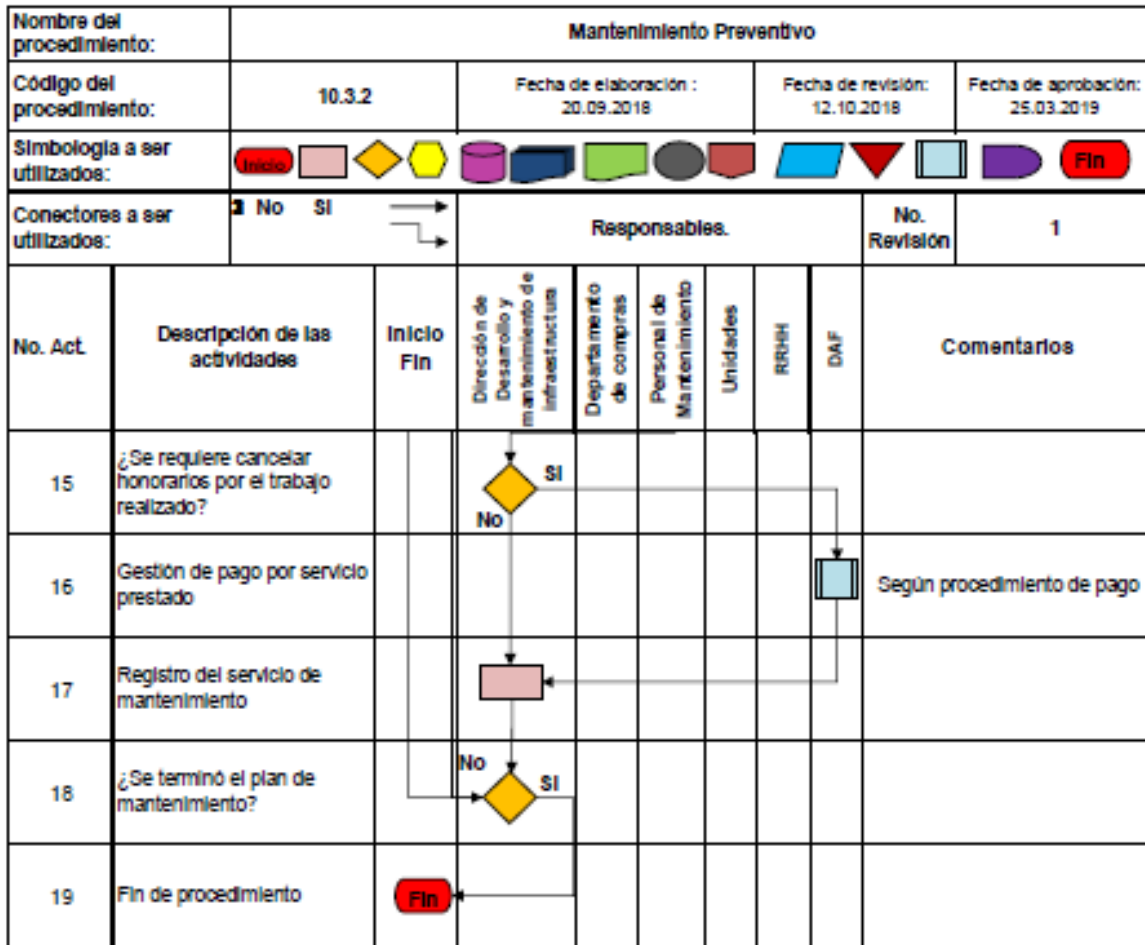 Nombre del
procedimiento:
Mantenimiento Preventivo
Código del
procedimiento:
10.3.2
Fecha de elaboración :
20.09.2018
Fecha de revisión:
12.10.2018
Fecha de aprobación:
25.03.2019
Simbología a ser
utilizados:
Inicio
Fin
Conectores a ser
utilizados:
No SI
Responsables.
No.
Revisión
1
No. Act.
Descripción de las
actividades
Inicio
Fin
Dirección de
Desarrollo y
mantenimiento de
infraestructura
Departamento
de compras
Personal de
Mantenimiento
Unidades
RRHH
DAF
Comentarios
15
¿Se requiere cancelar
honorarios por el trabajo
realizado?
SI
No
16
Gestión de pago por servicio
prestado
Según procedimiento de pago
17
Registro del servicio de
mantenimiento
18
¿Se terminó el plan de
mantenimiento?
No
SI
19
Fin de procedimiento
Fin